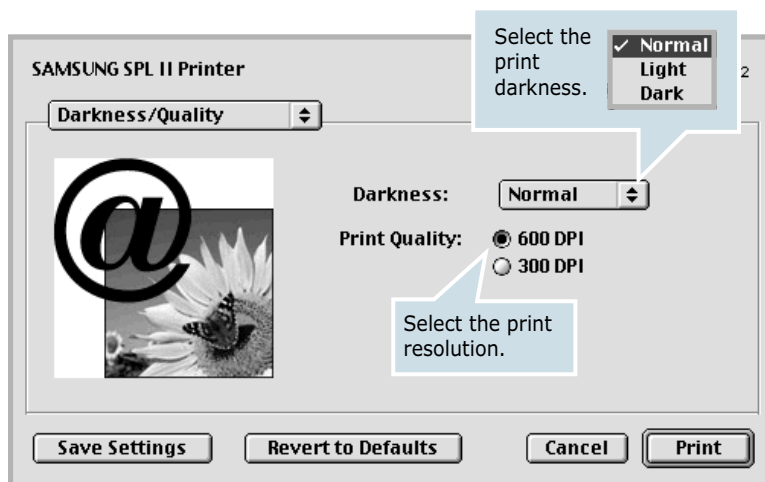 Select the
print
darkness.
✓ Normal
Light
Dark
SAMSUNG SPL II Printer
2
Darkness/Quality
@
Darkness: Normal
Print Quality: 600 DPI
300 DPI
Select the print
resolution.
Save Settings Revert to Defaults Cancel Print